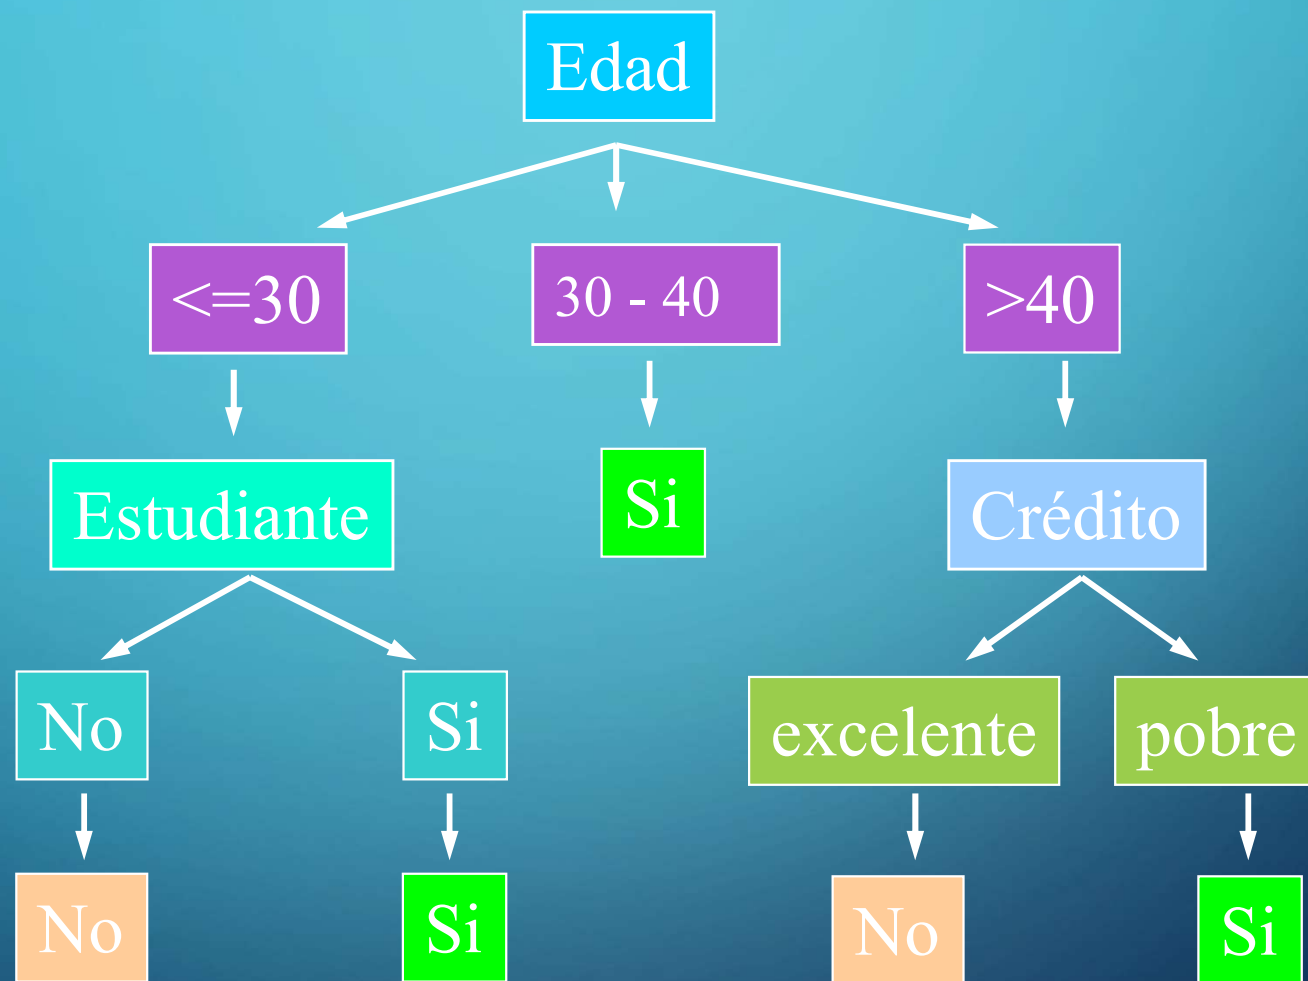 Edad
<=30
30 - 40
>40
Estudiante
Si
Crédito
No
Si
excelente
pobre
No
Si
No
Si